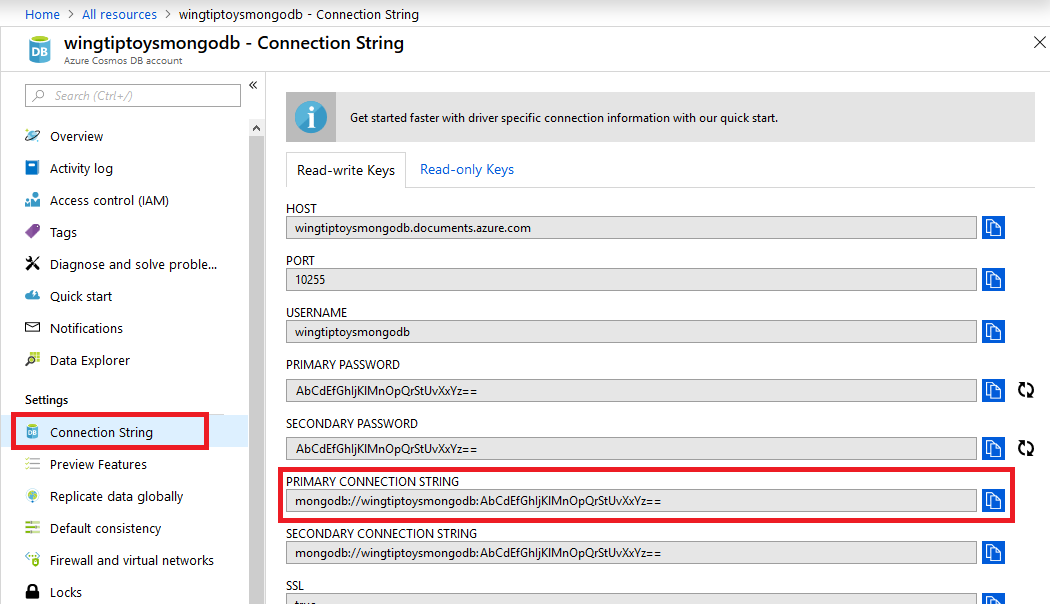 Home > All resources > wingtiptoysmongodb - Connection String
wingtiptoysmongodb - Connection String
Azure Cosmos DB account
Search (Ctrl+/)
Overview
Activity log
Access control (IAM)
Tags
Diagnose and solve proble...
Quick start
Notifications
Data Explorer
Settings
Connection String
Preview Features
Replicate data globally
Default consistency
Firewall and virtual networks
Locks
Get started faster with driver specific connection information with our quick start.
Read-write Keys
Read-only Keys
HOST
wingtiptoysmongodb.documents.azure.com
PORT
10255
USERNAME
wingtiptoysmongodb
PRIMARY PASSWORD
AbCdEfGhIjKlMnOpQrStUvXxYz==
SECONDARY PASSWORD
AbCdEfGhIjKlMnOpQrStUvXxYz==
PRIMARY CONNECTION STRING
mongodb://wingtiptoysmongodb:AbCdEfGhIjKlMnOpQrStUvXxYz==
SECONDARY CONNECTION STRING
mongodb://wingtiptoysmongodb:AbCdEfGhIjKlMnOpQrStUvXxYz==
SSL
true